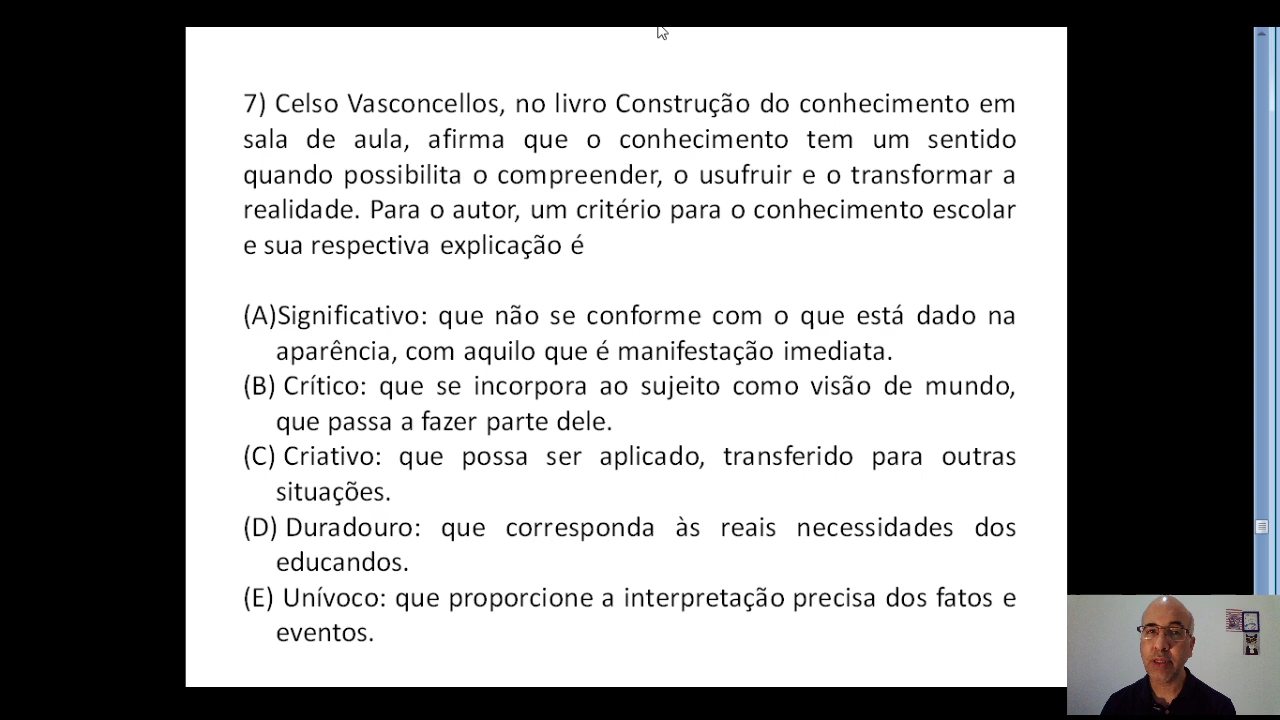 7) Celso Vasconcellos, no livro Construção do conhecimento em
sala de aula, afirma que o conhecimento tem um sentido
quando possibilita o compreender, o usufruir e o transformar a
realidade. Para o autor, um critério para o conhecimento escolar
e sua respectiva explicação é
(A)Significativo: que não se conforme com o que está dado na
aparência, com aquilo que é manifestação imediata.
(B) Crítico: que se incorpora ao sujeito como visão de mundo,
que passa a fazer parte dele.
(C) Criativo: que possa ser aplicado, transferido para outras
situações.
(D) Duradouro: que corresponda às reais necessidades dos
educandos.
(E) Unívoco: que proporcione a interpretação precisa dos fatos e
eventos.